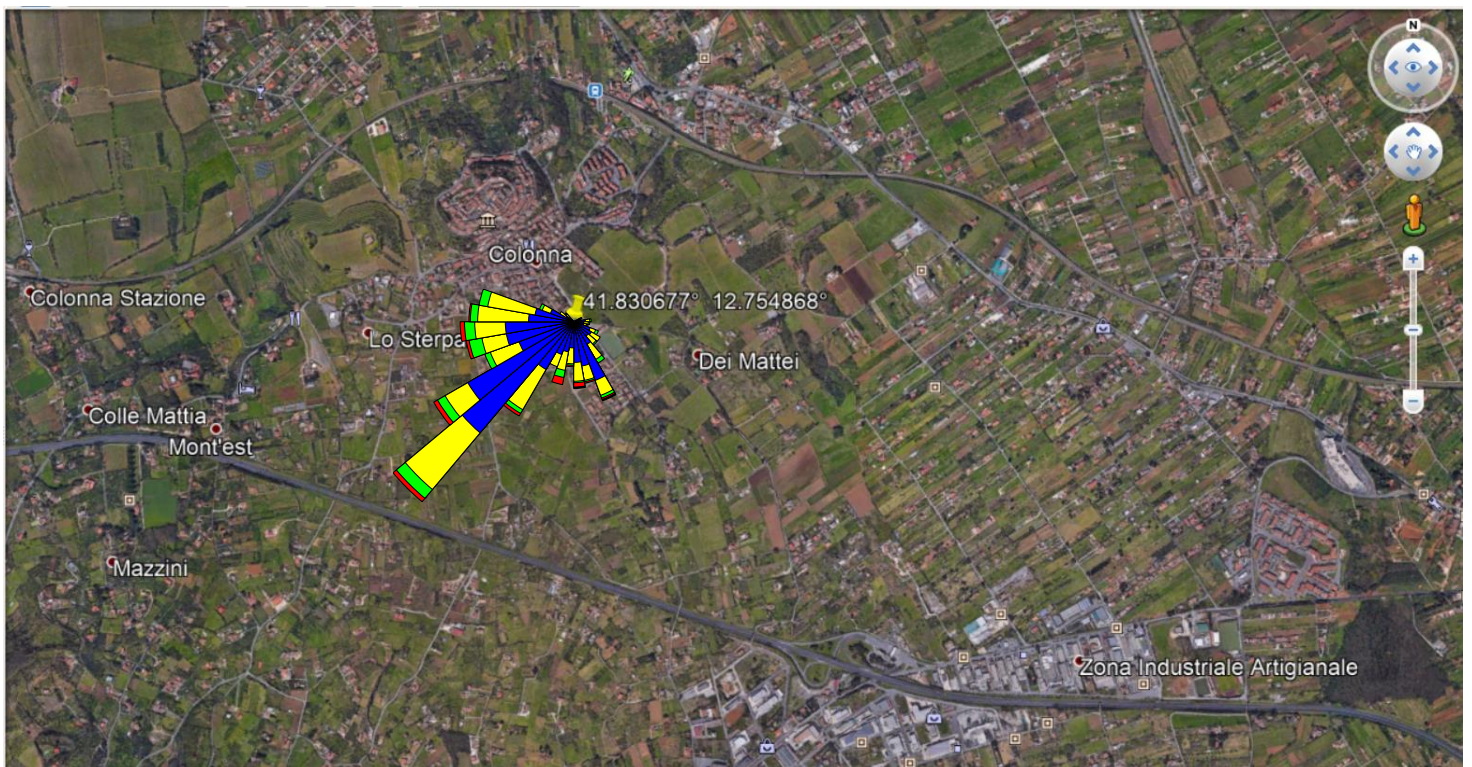 N
Colonna
Colonna Stazione
41.830677° 12.754868°
Lo Sterpa
Dei Mattei
Colle Mattia
Mont'est
Mazzini
Zona Industriale Artigianale